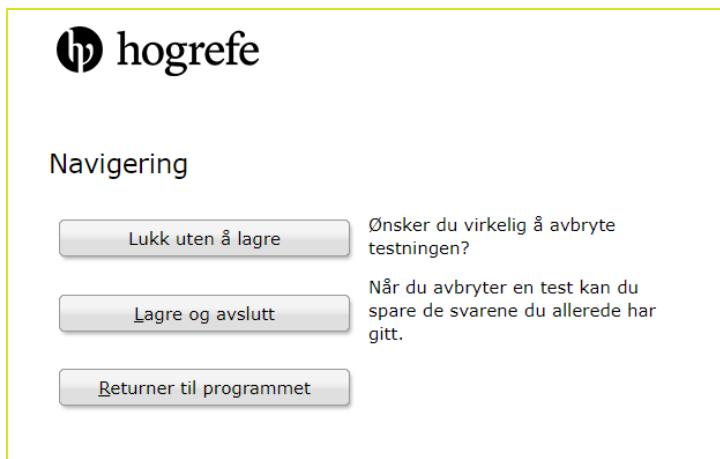 hogrefe
Navigering
Lukk uten å lagre
Ønsker du virkelig å avbryte
testningen?
Når du avbryter en test kan du
spare de svarene du allerede har
gitt.
Lagre og avslutt
Returner til programmet